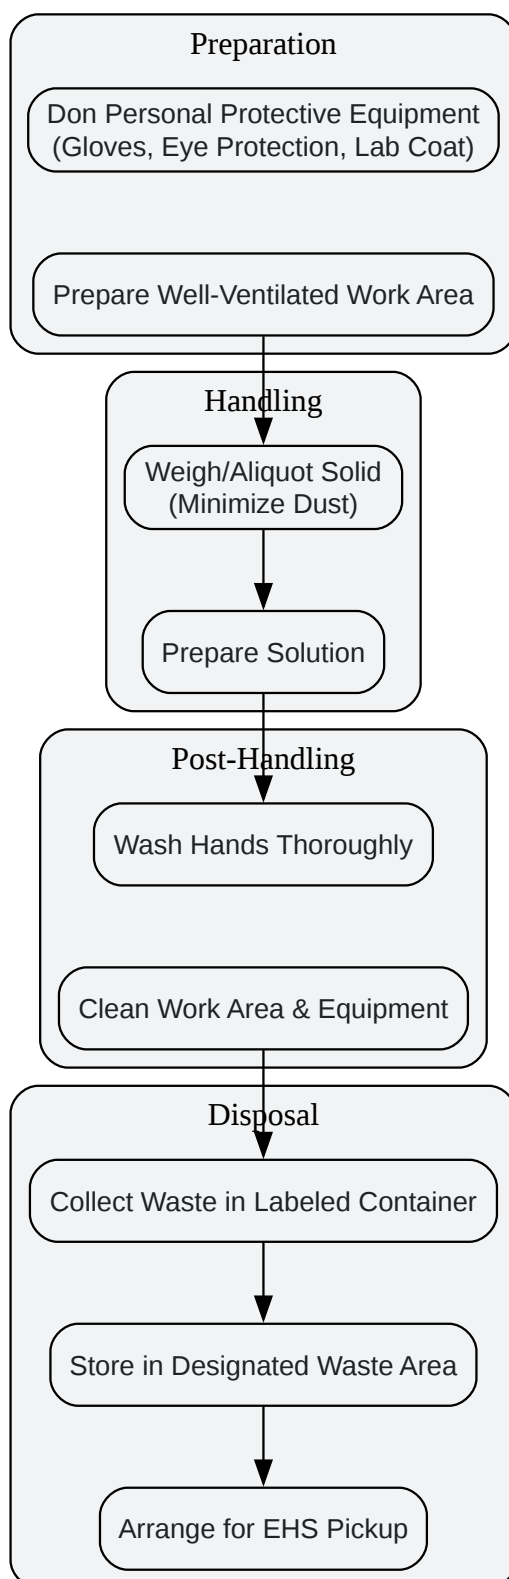 Preparation
Don Personal Protective Equipment
(Gloves, Eye Protection, Lab Coat)
Prepare Well-Ventilated Work Area
Handling
Weigh/Aliquot Solid
(Minimize Dust)
Prepare Solution
Post-Handling
Wash Hands Thoroughly
Clean Work Area & Equipment
Disposal
Collect Waste in Labeled Container
Store in Designated Waste Area
Arrange for EHS Pickup